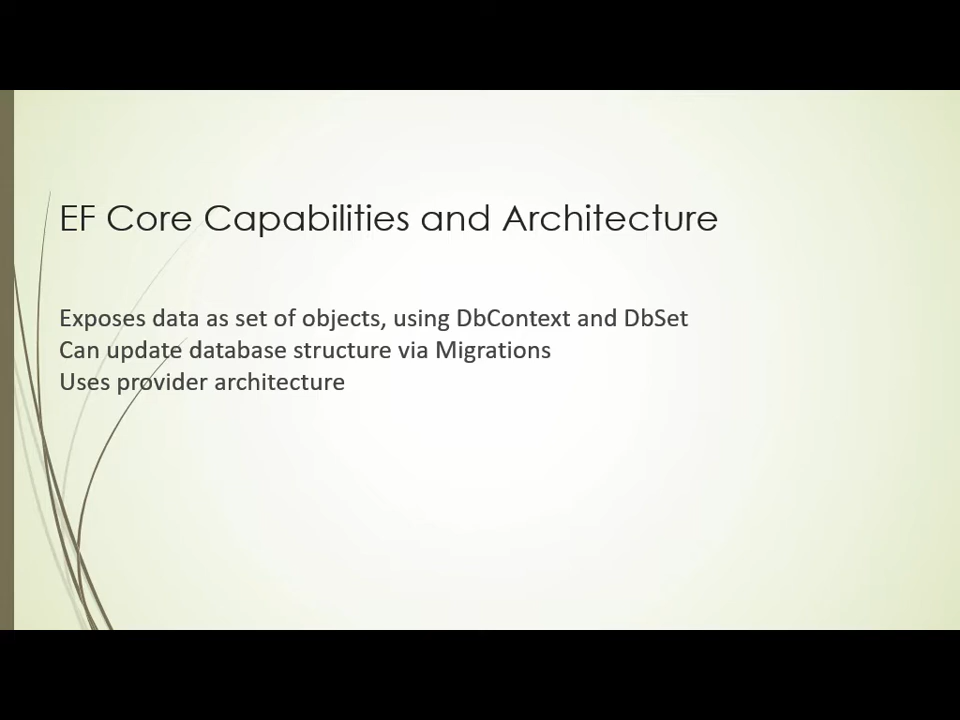 EF Core Capabilities and Architecture
Exposes data as set of objects, using DbContext and DbSet
Can update database structure via Migrations
Uses provider architecture